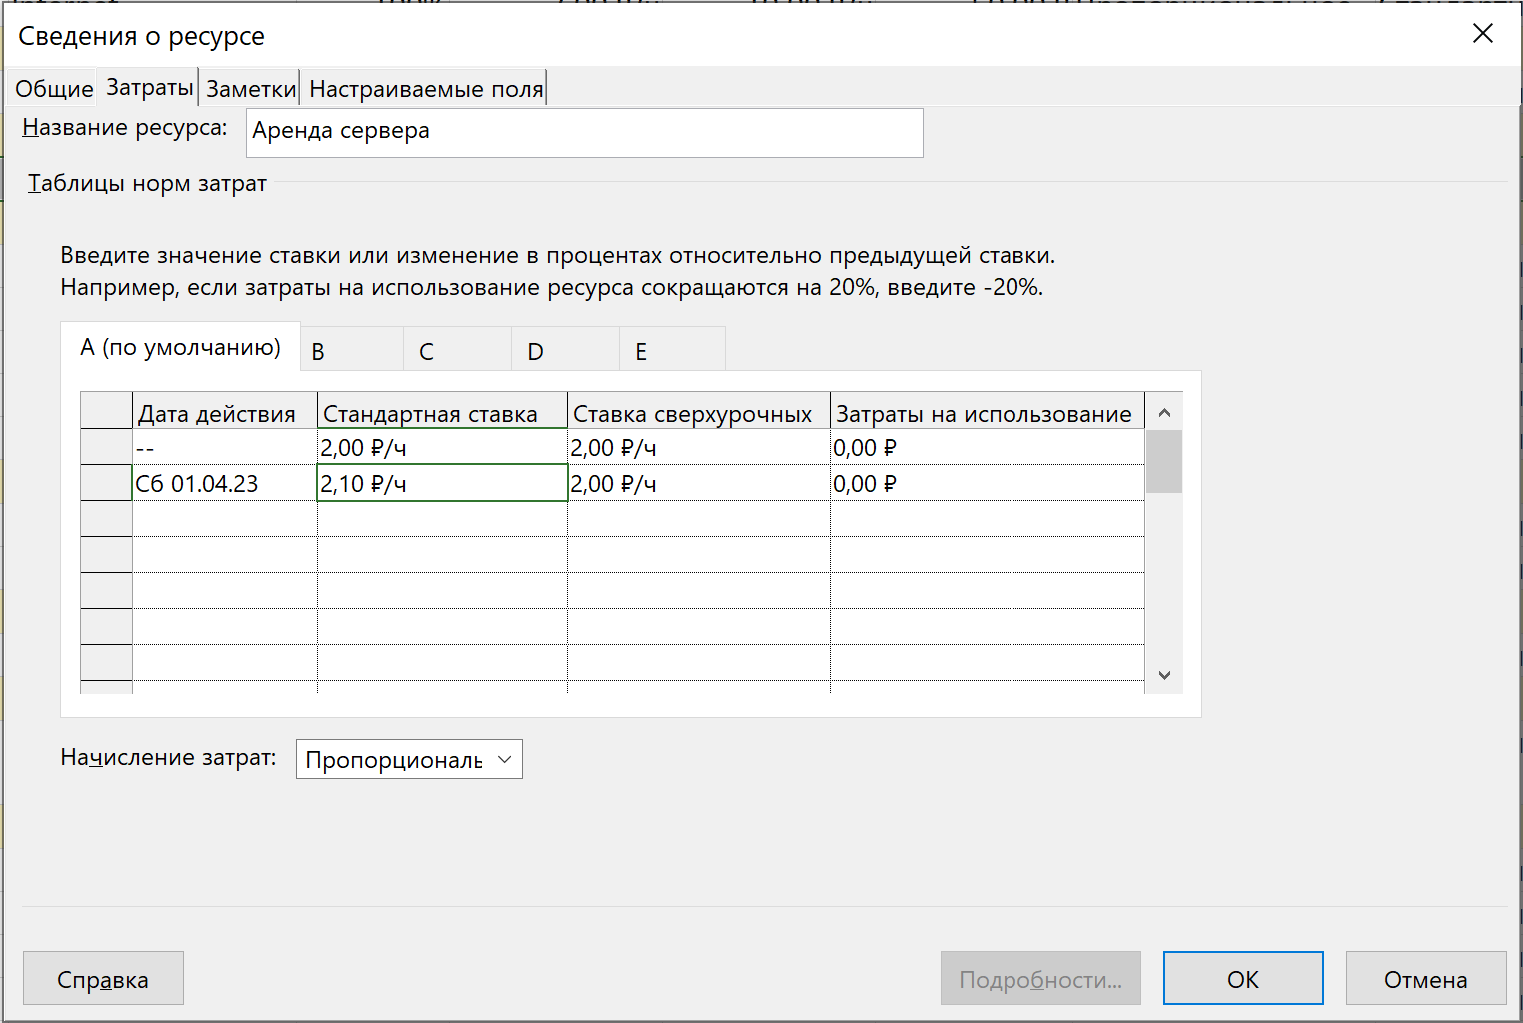 Сведения о ресурсе
Общие Затраты Заметки Настраиваемые поля
Название ресурса: Аренда сервера
Таблицы норм затрат
Введите значение ставки или изменение в процентах относительно предыдущей ставки.
Например, если затраты на использование ресурса сокращаются на 20%, введите -20%.
A (по умолчанию) B C D E
Дата действия Стандартная ставка Ставка сверхурочных Затраты на использование
-- 2,00 ₽/ч 2,00 ₽/ч 0,00 ₽
Сб 01.04.23 2,10 ₽/ч 2,00 ₽/ч 0,00 ₽
Начисление затрат: Пропорциональ
Справка Подробности... ОК Отмена